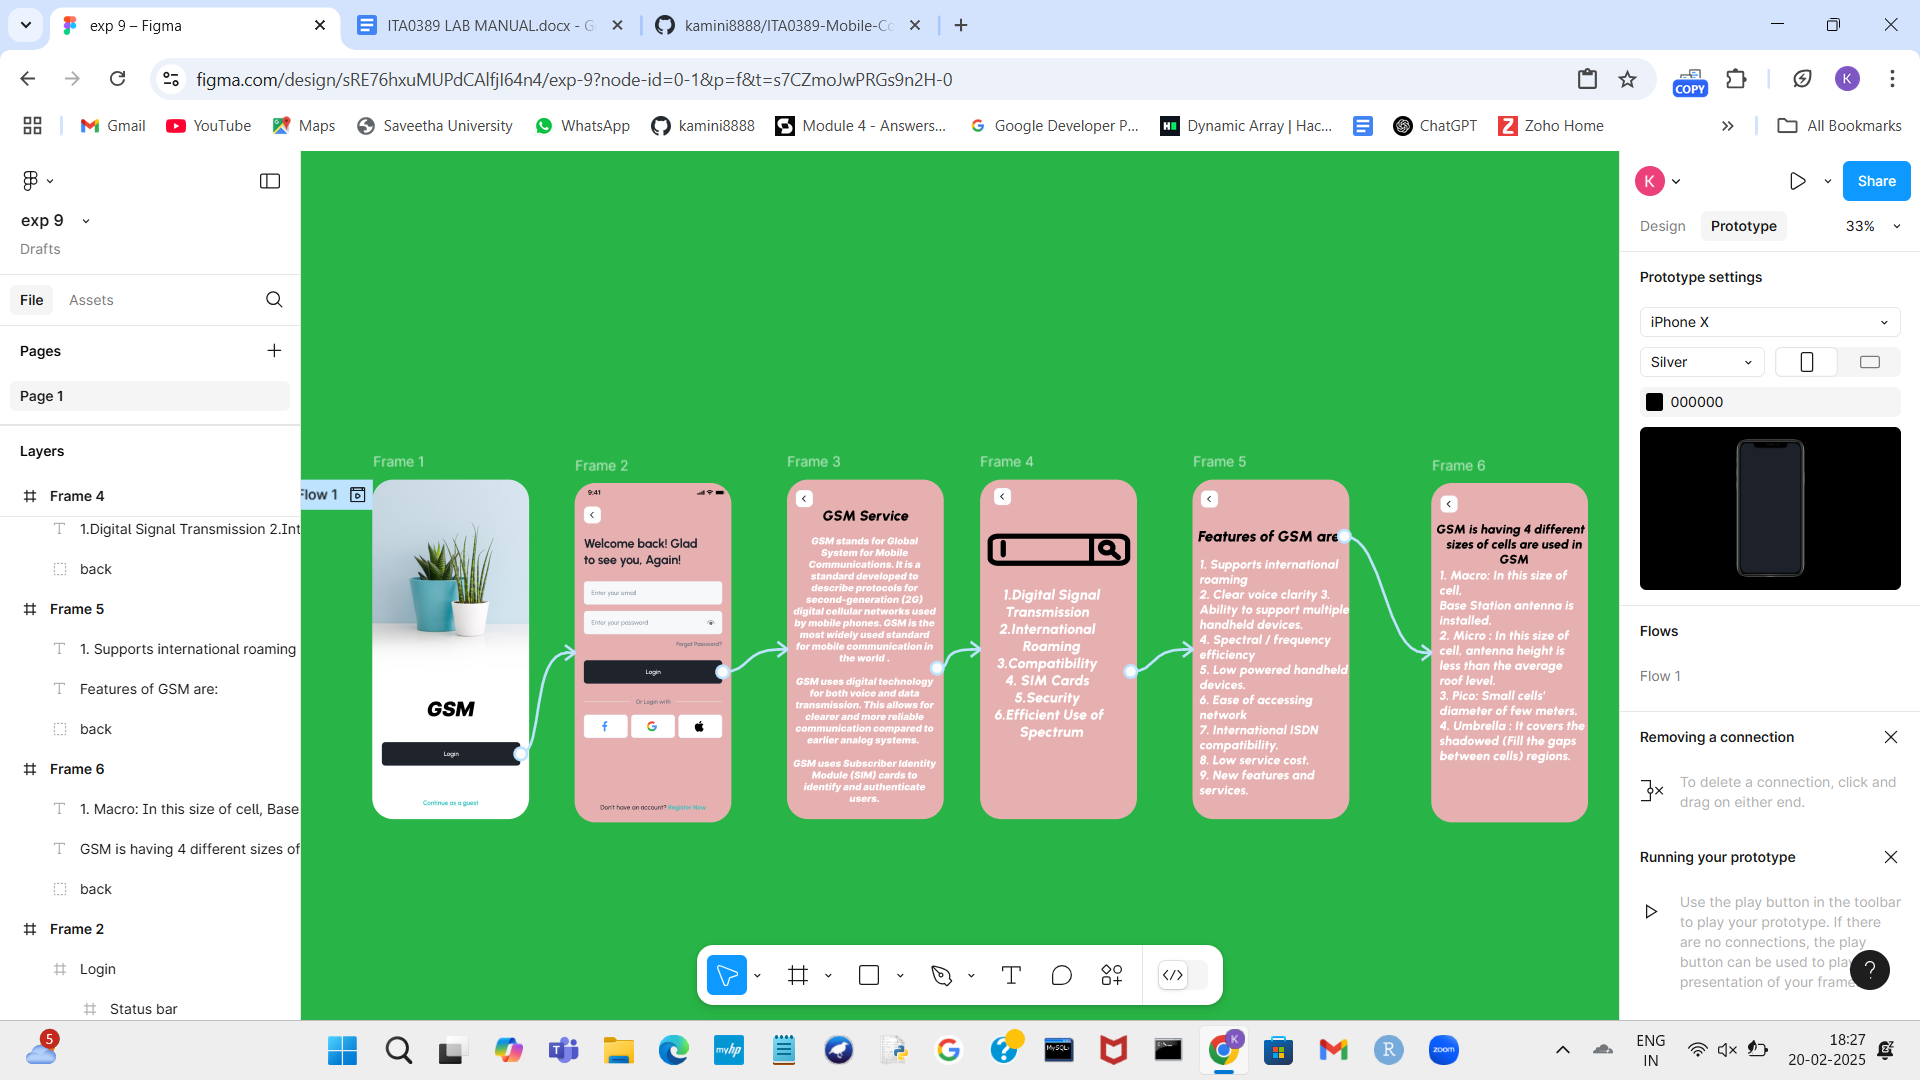 exp 9 – Figma
ITA0389 LAB MANUAL.docx - G
kamini8888/ITA0389-Mobile-Co
figma.com/design/sRE76hxuMUPdCAlfjI64n4/exp-9?node-id=0-1&p=f&t=s7CZmoJwPRGs9n2H-0
COPY
K
Gmail
YouTube
Maps
Saveetha University
WhatsApp
kamini8888
Module 4 - Answers...
Google Developer P...
Dynamic Array | Hac...
ChatGPT
Zoho Home
All Bookmarks
exp 9
Drafts
File
Assets
Pages
Page 1
Layers
Frame 4
1.Digital Signal Transmission 2.Int
back
Frame 5
1. Supports international roaming
Features of GSM are:
back
Frame 6
1. Macro: In this size of cell, Base
GSM is having 4 different sizes of
back
Frame 2
Login
Status bar
Flow 1
Frame 1
GSM
Login
Continue as a guest
Frame 2
9:41
Welcome back! Glad
to see you, Again!
Enter your email
Enter your password
Forgot Password?
Login
Or Login with
Don't have an account? Register Now
Frame 3
GSM Service
GSM stands for Global
System for Mobile
Communications. It is a
standard developed to
describe protocols for
second-generation (2G)
digital cellular networks used
by mobile phones. GSM is the
most widely used standard
for mobile communication in
the world .
GSM uses digital technology
for both voice and data
transmission. This allows for
clearer and more reliable
communication compared to
earlier analog systems.
GSM uses Subscriber Identity
Module (SIM) cards to
identify and authenticate
users.
Frame 4
1.Digital Signal
Transmission
2.International
Roaming
3.Compatibility
4. SIM Cards
5.Security
6.Efficient Use of
Spectrum
Frame 5
Features of GSM are
1. Supports international
roaming
2. Clear voice clarity 3.
Ability to support multiple
handheld devices.
4. Spectral / frequency
efficiency
5. Low powered handheld
devices.
6. Ease of accessing
network
7. International ISDN
compatibility.
8. Low service cost.
9. New features and
services.
Frame 6
GSM is having 4 different
sizes of cells are used in
GSM
1. Macro: In this size of
cell.
Base Station antenna is
installed.
2. Micro : In this size of
cell, antenna height is
less than the average
roof level.
3. Pico: Small cells'
diameter of few meters.
4. Umbrella : It covers the
shadowed (Fill the gaps
between cells) regions.
K
Share
Design
Prototype
33%
Prototype settings
iPhone X
Silver
000000
Flows
Flow 1
Removing a connection
To delete a connection, click and
drag on either end.
Running your prototype
Use the play button in the toolbar
to play your prototype. If there
are no connections, the play
button can be used to play
presentation of your frame
?
5
myhp
MySQL
K
R
zoom
ENG
IN
18:27
20-02-2025